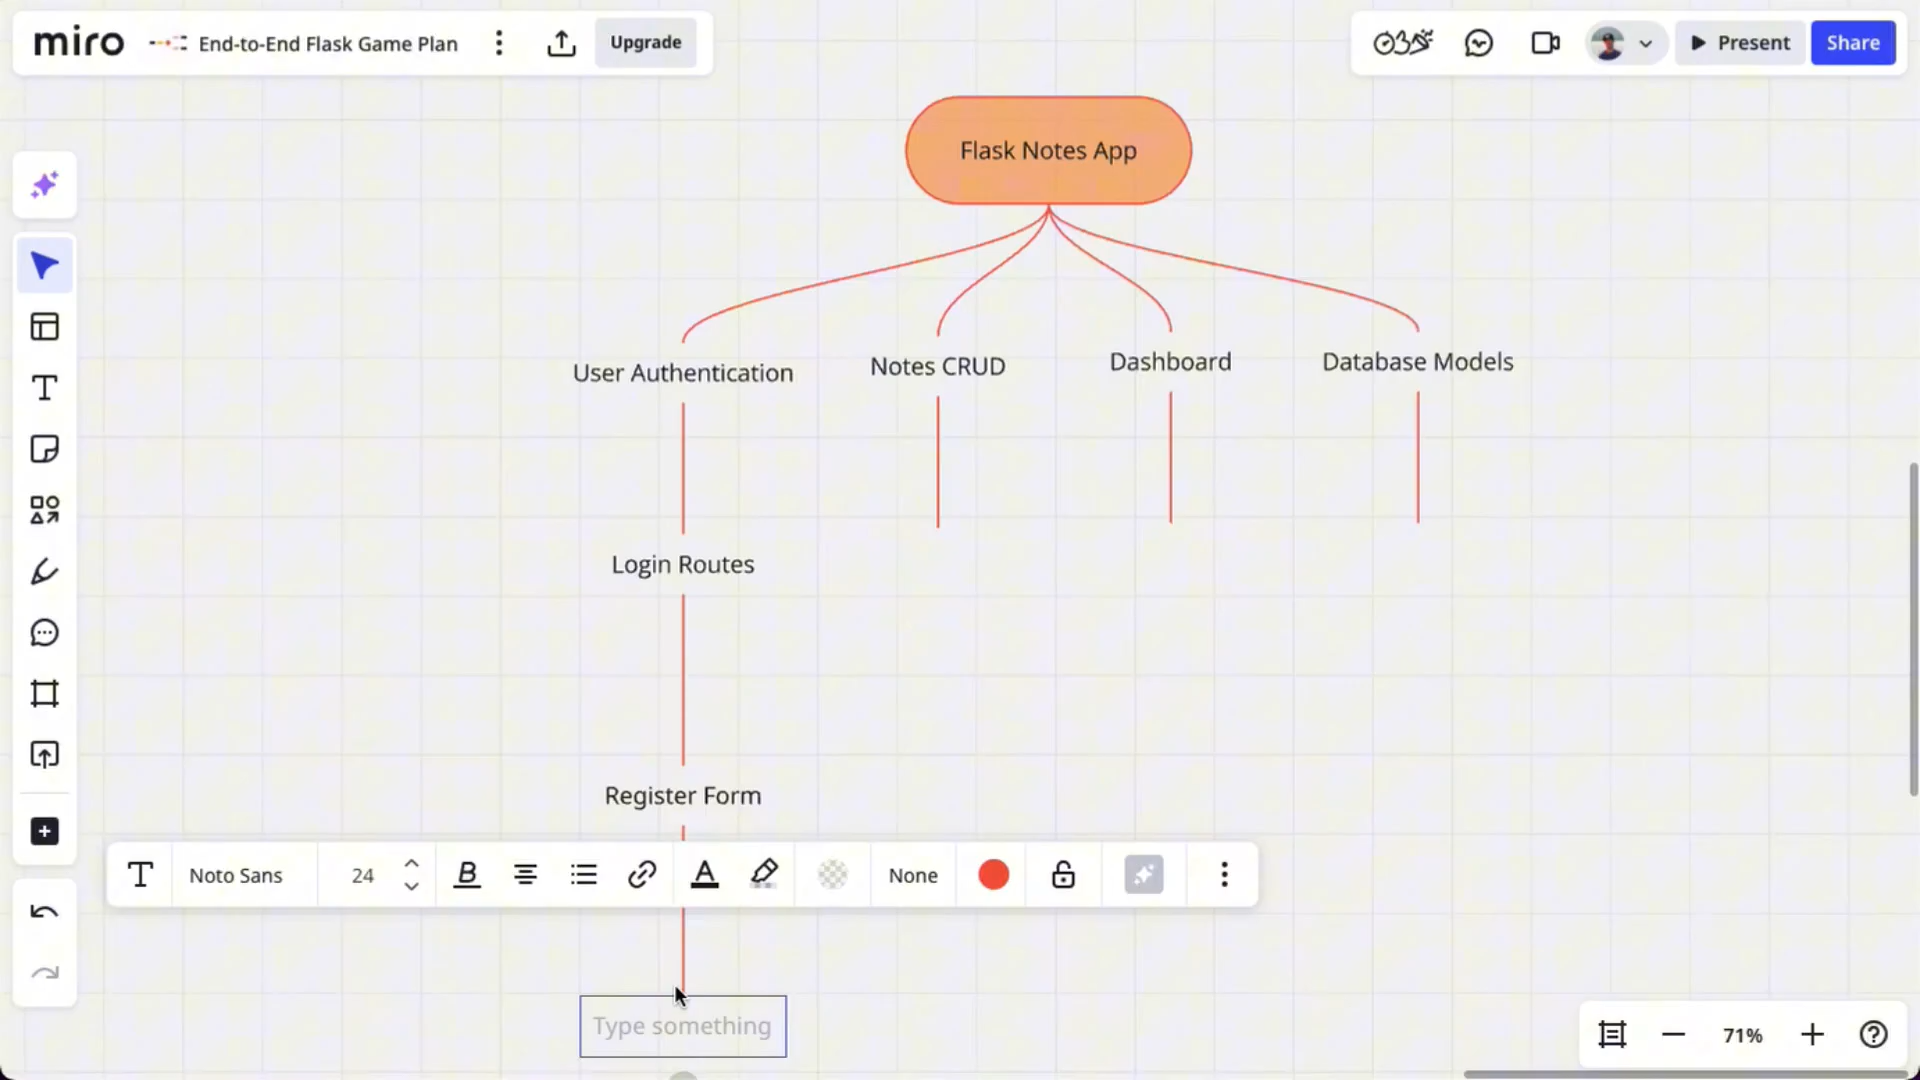 miro
End-to-End Flask Game Plan
Upgrade
Present
Share
Flask Notes App
User Authentication
Notes CRUD
Dashboard
Database Models
Login Routes
Register Form
Noto Sans
24
B
A
None
Type something
71%